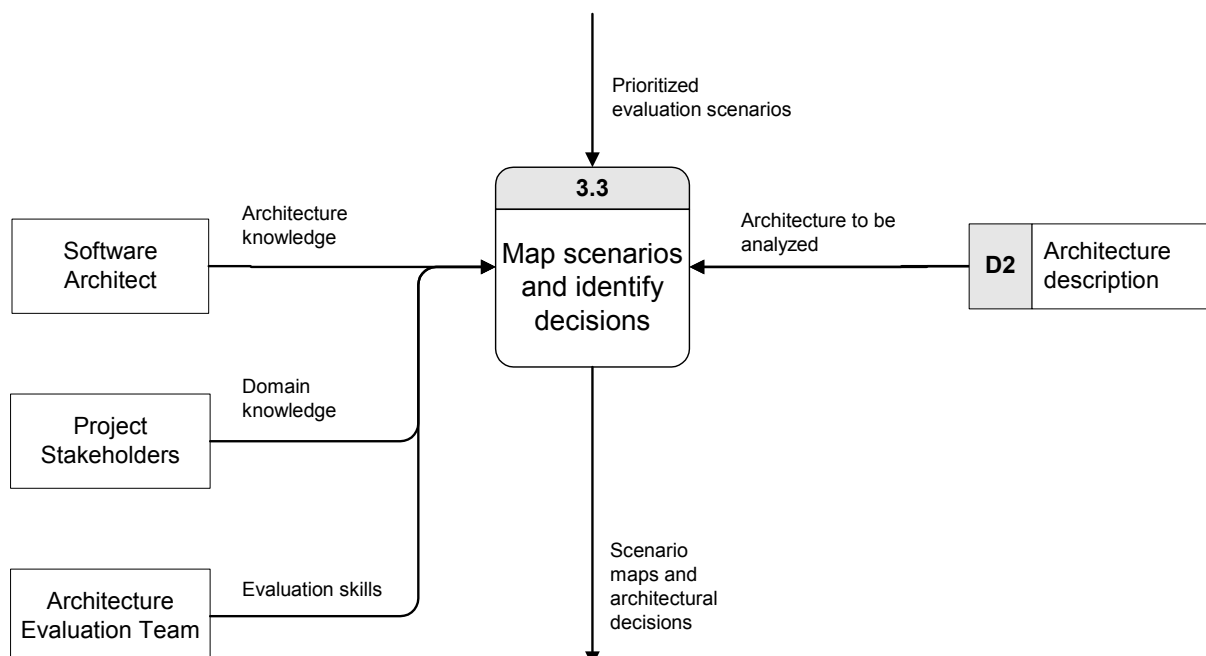 Prioritized
evaluation scenarios
3.3
Map scenarios
and identify
decisions
Architecture
knowledge
Software
Architect
Architecture to be
analyzed
D2
Architecture
description
Domain
knowledge
Project
Stakeholders
Evaluation skills
Architecture
Evaluation Team
Scenario
maps and
architectural
decisions